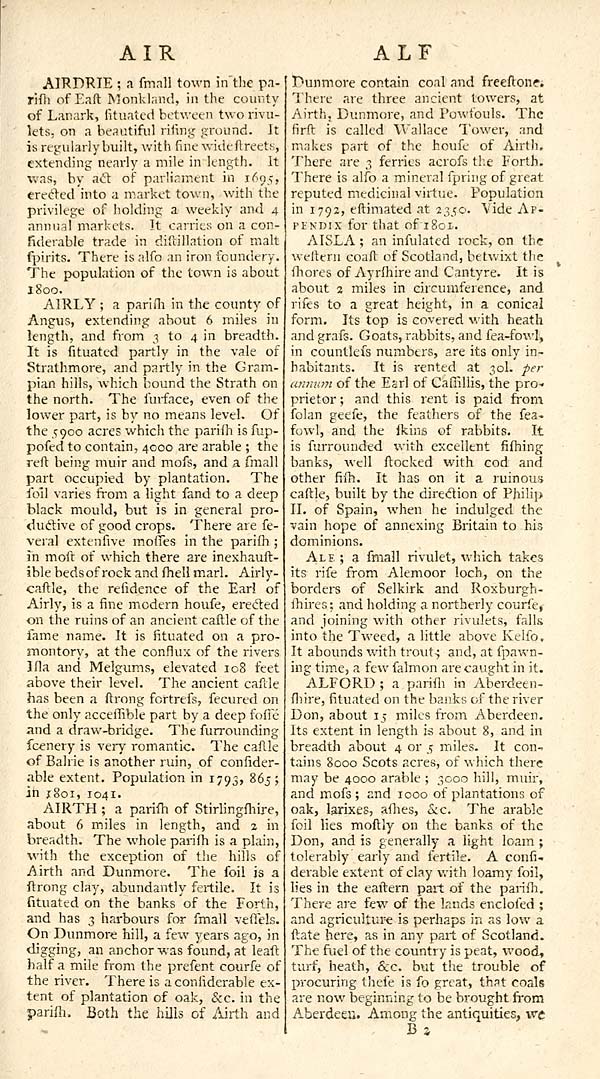 AIR
AIRDRIE ; a ſmall town in the pa-
riſh of Eaſt Monkland, in the county
of Lanark, ſituated between two rivu-
lets, on a beautiful riſing ground. It
is regularly built, with fine wide ſtreets,
extending nearly a mile in length. It
was, by act of parliament in 1695,
erected into a market town, with the
privilege of holding a weekly and 4
annual markets. It carries on a con-
ſiderable trade in diſtillation of malt
ſpirits. There is alſo an iron foundery.
The population of the town is about
1800.
AIRLY ; a pariſh in the county of
Angus, extending about 6 miles in
length, and from 3 to 4 in breadth.
It is ſituated partly in the vale of
Strathmore, and partly in the Gram-
pian hills, which bound the Strath on
the north. The ſurface, even of the
lower part, is by no means level. Of
the 5900 acres which the pariſh is ſup-
poſed to contain, 4000 are arable ; the
reſt being muir and moſs, and a ſmall
part occupied by plantation. The
ſoil varies from a light ſand to a deep
black mould, but is in general pro-
ductive of good crops. There are ſe-
veral extenſive moſſes in the pariſh ;
in moſt of which there are inexhauſt-
ible beds of rock and ſhell marl. Airly-
caſtle, the reſidence of the Earl of
Airly, is a fine modern houſe, erected
on the ruins of an ancient caſtle of the
ſame name. It is ſituated on a pro-
montory, at the conflux of the rivers
Iſla and Melgums, elevated 108 feet
above their level. The ancient caſtle
has been a ſtrong fortreſs, ſecured on
the only acceſſible part by a deep foſſé
and a draw-bridge. The ſurrounding
ſcenery is very romantic. The caſtle
of Balrie is another ruin, of conſider-
able extent. Population in 1793, 865 ;
in 1801, 1041.
AIRTH ; a pariſh of Stirlingſhire,
about 6 miles in length, and 2 in
breadth. The whole pariſh is a plain,
with the exception of the hills of
Airth and Dunmore. The ſoil is a
ſtrong clay, abundantly fertile. It is
ſituated on the banks of the Forth,
and has 3 harbours for ſmall veſſels.
On Dunmore hill, a few years ago, in
digging, an anchor was found, at leaſt
half a mile from the preſent courſe of
the river. There is a conſiderable ex-
tent of plantation of oak, &c. in the
pariſh. Both the hills of Airth and
ALF
Dunmore contain coal and freeſtone.
There are three ancient towers, at
Airth, Dunmore, and Powfouls. The
firſt is called Wallace Tower, and
makes part of the houſe of Airth.
There are 3 ferries acroſs the Forth.
There is alſo a mineral ſpring of great
reputed medicinal virtue. Population
in 1792, eſtimated at 2350. Vide AP-
PENDIX for that of 1801.
AISLA ; an inſulated rock, on the
weſtern coaſt of Scotland, betwixt the
ſhores of Ayrſhire and Cantyre. It is
about 2 miles in circumference, and
riſes to a great height, in a conical
form. Its top is covered with heath
and graſs. Goats, rabbits, and ſea-fowl,
in countleſs numbers, are its only in-
habitants. It is rented at 30l. per
annum of the Earl of Caſſillis, the pro-
prietor ; and this rent is paid from
ſolan geeſe, the feathers of the ſea-
fowl, and the ſkins of rabbits. It
is ſurrounded with excellent fiſhing
banks, well ſtocked with cod and
other fiſh. It has on it a ruinous
caſtle, built by the direction of Philip
II. of Spain, when he indulged the
vain hope of annexing Britain to his
dominions.
ALE ; a ſmall rivulet, which takes
its riſe from Alemoor loch, on the
borders of Selkirk and Roxburgh-
ſhires ; and holding a northerly courſe,
and joining with other rivulets, falls
into the Tweed, a little above Kelſo.
It abounds with trout ; and, at ſpawn-
ing time, a few ſalmon are caught in it.
ALFORD ; a pariſh in Aberdeen-
ſhire, ſituated on the banks of the river
Don, about 15 miles from Aberdeen.
Its extent in length is about 8, and in
breadth about 4 or 5 miles. It con-
tains 8000 Scots acres, of which there
may be 4000 arable ; 3000 hill, muir,
and moſs ; and 1000 of plantations of
oak, larixes, aſhes, &c. The arable
ſoil lies moſtly on the banks of the
Don, and is generally a light loam ;
tolerably early and fertile. A conſi-
derable extent of clay with loamy ſoil,
lies in the eaſtern part of the pariſh.
There are few of the lands encloſed ;
and agriculture is perhaps in as low a
ſtate here, as in any part of Scotland.
The fuel of the country is peat, wood,
turf, heath, &c. but the trouble of
procuring theſe is ſo great, that coals
are now beginning to be brought from
Aberdeen. Among the antiquities, we
B 2